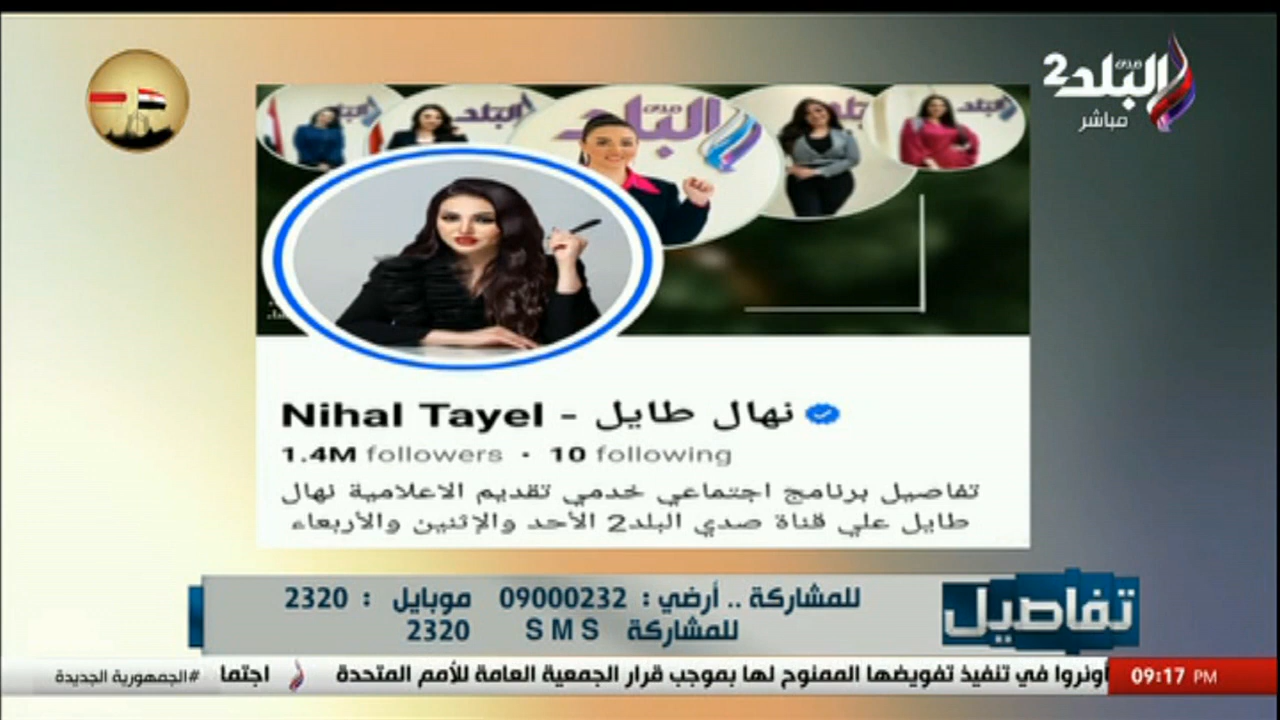 صدى
البلد2
مباشر
Nihal Tayel - نهال طايل
1.4M followers · 10 following
تفاصيل برنامج اجتماعي خدمي تقديم الاعلامية نهال
طايل علي قناة صدي البلد2 الأحد والإثنين والأربعاء
تفاصيل
للمشاركة .. أرضي : 09000232 موبايل : 2320
للمشاركة SMS 2320
09:17 PM
اونروا في تنفيذ تفويضها الممنوح لها بموجب قرار الجمعية العامة للأمم المتحدة اجتما
#الجمهورية الجديدة